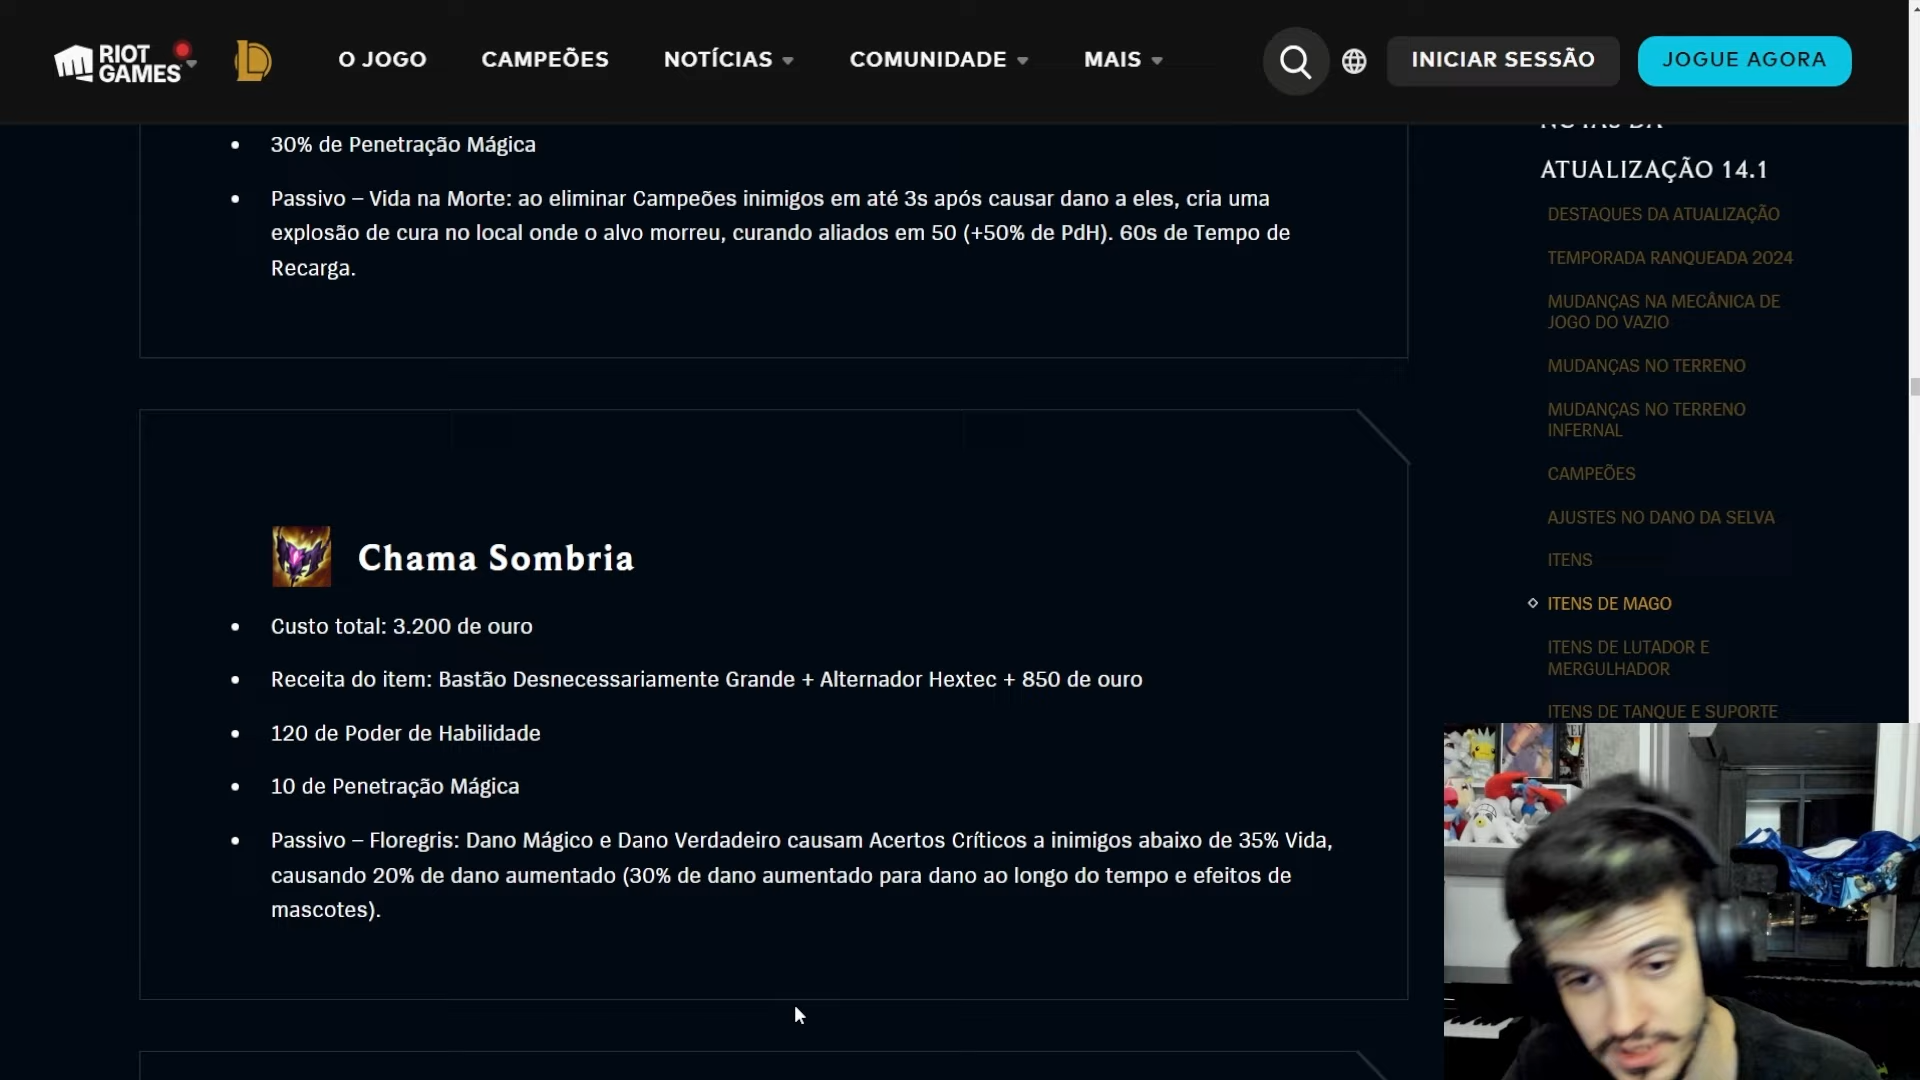 RIOT
GAMES
O JOGO
CAMPEÕES
NOTÍCIAS
COMUNIDADE
MAIS
INICIAR SESSÃO
JOGUE AGORA
30% de Penetração Mágica
Passivo – Vida na Morte: ao eliminar Campeões inimigos em até 3s após causar dano a eles, cria uma
explosão de cura no local onde o alvo morreu, curando aliados em 50 (+50% de PdH). 60s de Tempo de
Recarga.
Chama Sombria
Custo total: 3.200 de ouro
Receita do item: Bastão Desnecessariamente Grande + Alternador Hextec + 850 de ouro
120 de Poder de Habilidade
10 de Penetração Mágica
Passivo – Floregris: Dano Mágico e Dano Verdadeiro causam Acertos Críticos a inimigos abaixo de 35% Vida,
causando 20% de dano aumentado (30% de dano aumentado para dano ao longo do tempo e efeitos de
mascotes).
NOTAS DA
ATUALIZAÇÃO 14.1
DESTAQUES DA ATUALIZAÇÃO
TEMPORADA RANQUEADA 2024
MUDANÇAS NA MECÂNICA DE
JOGO DO VAZIO
MUDANÇAS NO TERRENO
MUDANÇAS NO TERRENO
INFERNAL
CAMPEÕES
AJUSTES NO DANO DA SELVA
ITENS
ITENS DE MAGO
ITENS DE LUTADOR E
MERGULHADOR
ITENS DE TANQUE E SUPORTE